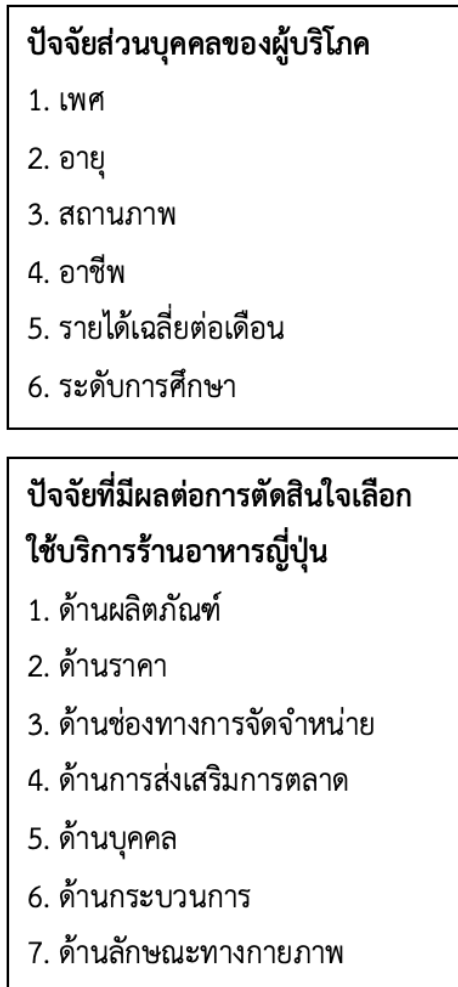 ปัจจัยส่วนบุคคลของผู้บริโภค
1. เพศ
2. อายุ
3. สถานภาพ
4. อาชีพ
5. รายได้เฉลี่ยต่อเดือน
6. ระดับการศึกษา
ปัจจัยที่มีผลต่อการตัดสินใจเลือก
ใช้บริการร้านอาหารญี่ปุ่น
1. ด้านผลิตภัณฑ์
2. ด้านราคา
3. ด้านช่องทางการจัดจำหน่าย
4. ด้านการส่งเสริมการตลาด
5. ด้านบุคคล
6. ด้านกระบวนการ
7. ด้านลักษณะทางกายภาพ